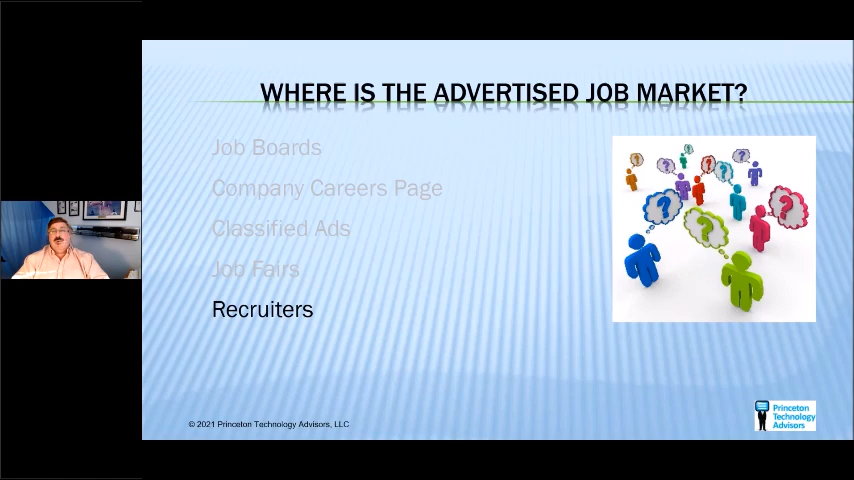 WHERE IS THE ADVERTISED JOB MARKET?
Job Boards
Company Careers Page
Classified Ads
Job Fairs
Recruiters
? ? ? ? ? ? ? ? ?
© 2021 Princeton Technology Advisors, LLC
Princeton
Technology
Advisors